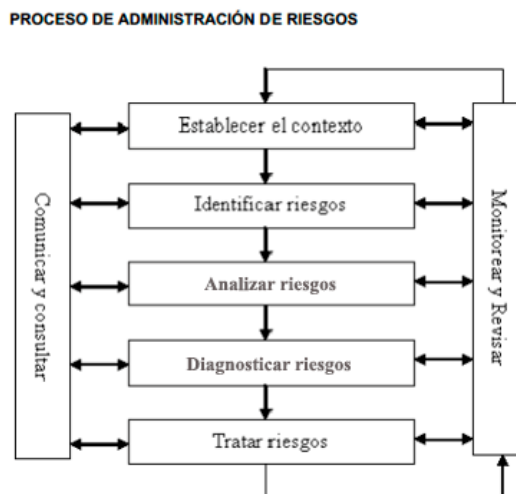 PROCESO DE ADMINISTRACIÓN DE RIESGOS
Establecer el contexto
Identificar riesgos
Analizar riesgos
Diagnosticar riesgos
Tratar riesgos
Comunicar y consultar
Monitorear y Revisar